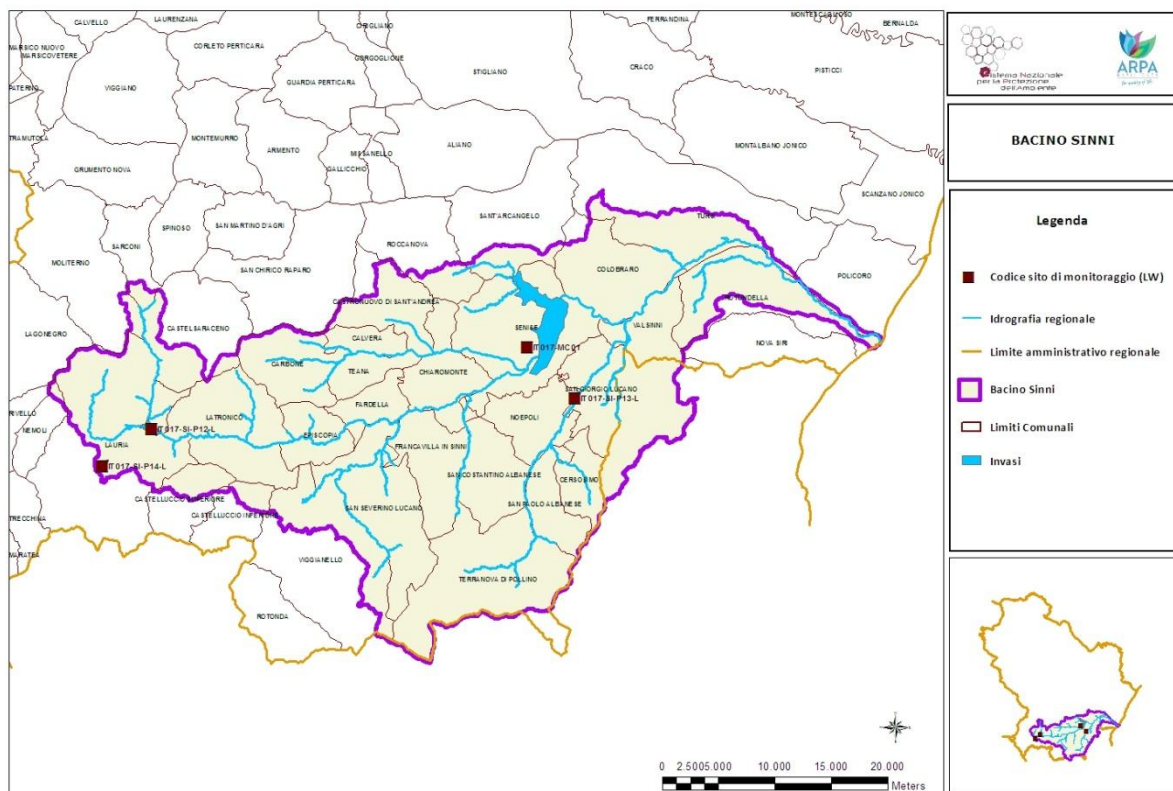 CALVELLO
LAURENZANA
CIRIGLIANO
FERRANDINA
MONTESCAGLIOSO
BERNALDA
MARSICO NUOVO
MARSICOVETERE
CORLETO PERTICARA
GORGOGLIONE
STIGLIANO
CRACO
PISTICCI
PATERNO
VIGGIANO
GUARDIA PERTICARA
TRAMUTOLA
MONTEMURRO
ARMENTO
MISSANELLO
ALIANO
MONTALBANO JONICO
GRUMENTO NOVA
GALLICCHIO
SCANZANO JONICO
SARCONI
SPINOSO
SAN MARTINO D'AGRI
SANT'ARCANGELO
TURSI
MOLITERNO
ROCCANOVA
SAN CHIRICO RAPARO
COLOBRARO
POLICORO
LAGONEGRO
CASTELSARACENO
CASTRONUOVO DI SANT'ANDREA
ROTONDELLA
SENISE
VALSINNI
CALVERA
NOVA SIRI
IT017-MC01
CARBONE
TEANA
CHIAROMONTE
SAN GIORGIO LUCANO
IT017-SI-P13-L
RIVELLO
FARDELLA
NOEPOLI
LATRONICO
NEMOLI
IT017-SI-P12-L
EPISCOPIA
LAURIA
FRANCAVILLA IN SINNI
IT017-SI-P14-L
SAN COSTANTINO ALBANESE
CERSOSIMO
CASTELLUCCIO SUPERIORE
SAN PAOLO ALBANESE
SAN SEVERINO LUCANO
TRECCHINA
CASTELLUCCIO INFERIORE
MARATEA
VIGGIANELLO
TERRANOVA DI POLLINO
ROTONDA
0 2.5005.000 10.000 15.000 20.000
Meters
Sistema Nazionale
per la Protezione
dell'Ambiente
ARPA
BACINO SINNI
Legenda
Codice sito di monitoraggio (LW)
Idrografia regionale
Limite amministrativo regionale
Bacino Sinni
Limiti Comunali
Invasi